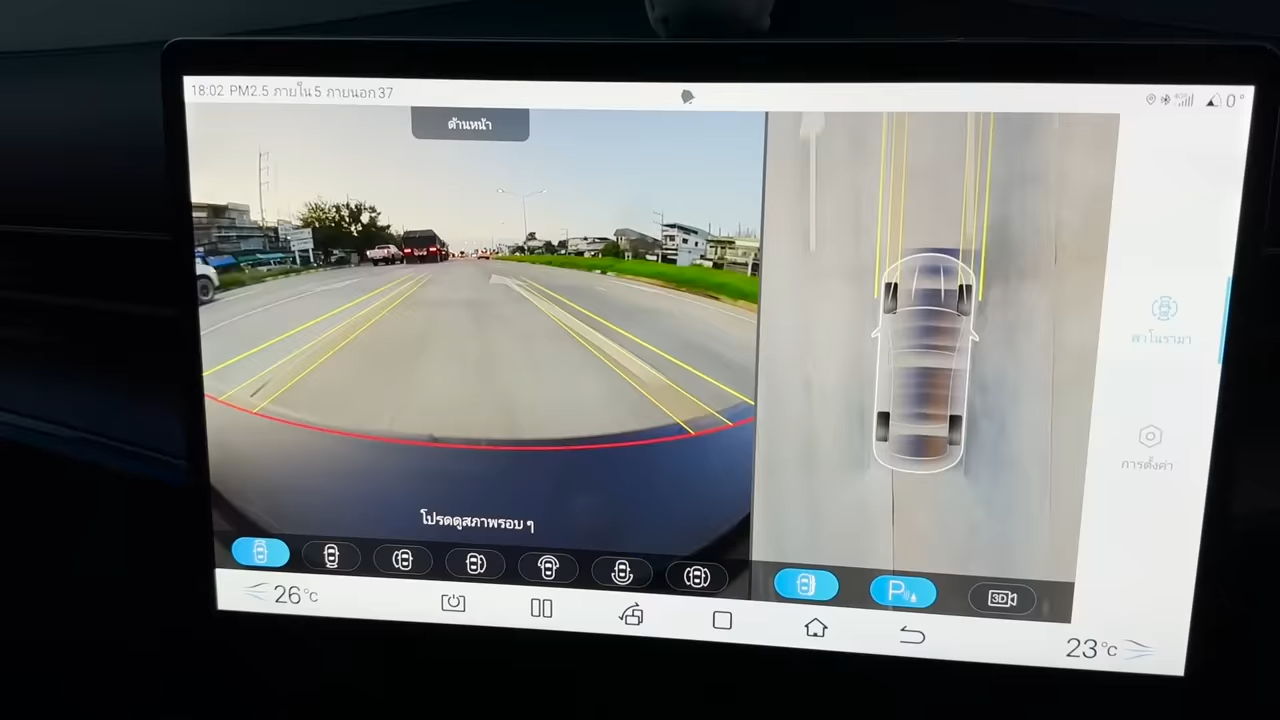 18:02 PM2.5 ภายใน 5 ภายนอก 37
0°
ด้านหน้า
พาโนรามา
การตั้งค่า
โปรดดูสภาพรอบ ๆ
P
3D
26°C
23°C